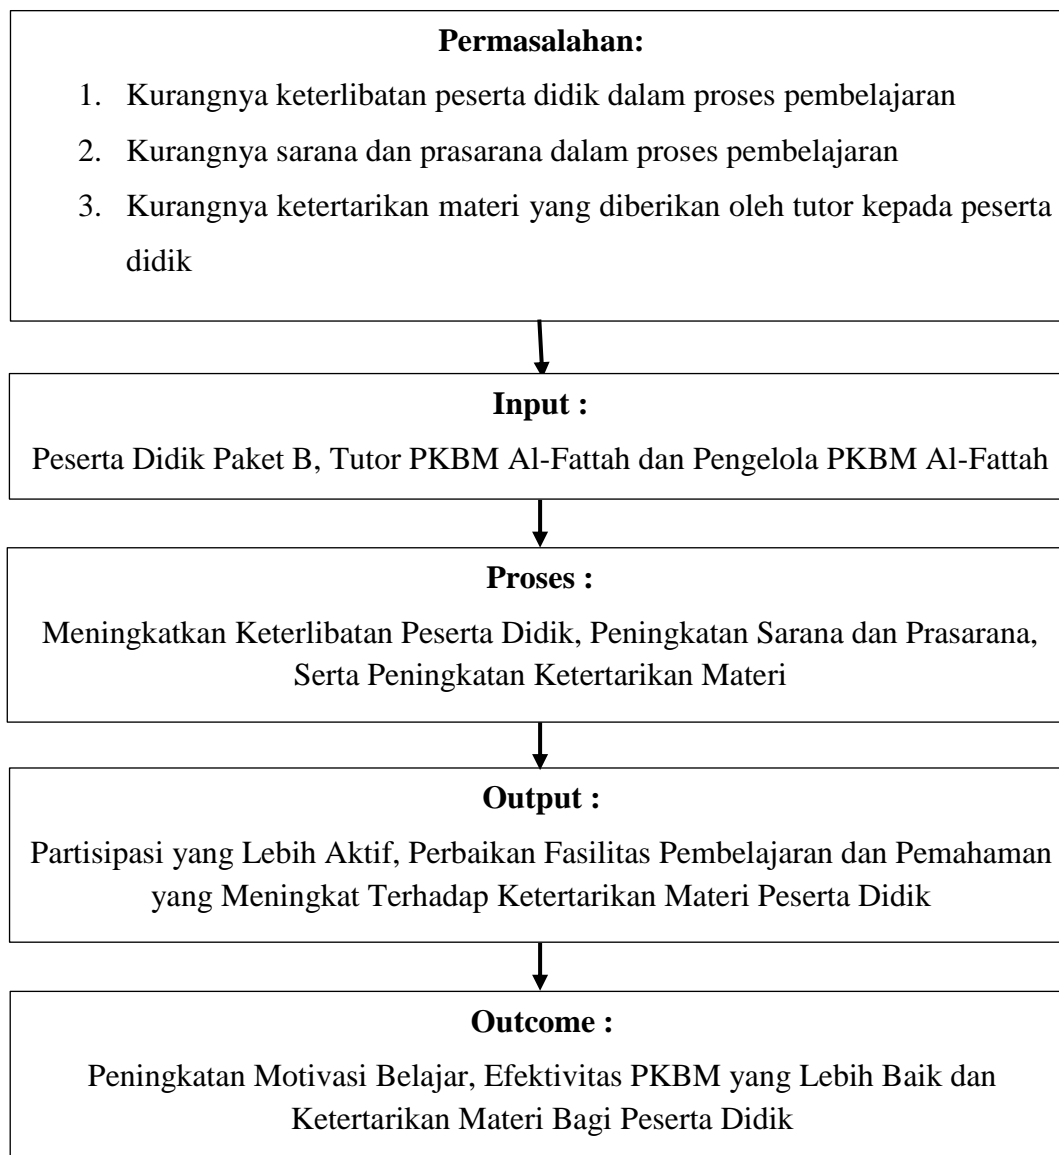 Permasalahan:
1. Kurangnya keterlibatan peserta didik dalam proses pembelajaran
2. Kurangnya sarana dan prasarana dalam proses pembelajaran
3. Kurangnya ketertarikan materi yang diberikan oleh tutor kepada peserta
didik
Input :
Peserta Didik Paket B, Tutor PKBM Al-Fattah dan Pengelola PKBM Al-Fattah
Proses :
Meningkatkan Keterlibatan Peserta Didik, Peningkatan Sarana dan Prasarana,
Serta Peningkatan Ketertarikan Materi
Output :
Partisipasi yang Lebih Aktif, Perbaikan Fasilitas Pembelajaran dan Pemahaman
yang Meningkat Terhadap Ketertarikan Materi Peserta Didik
Outcome :
Peningkatan Motivasi Belajar, Efektivitas PKBM yang Lebih Baik dan
Ketertarikan Materi Bagi Peserta Didik